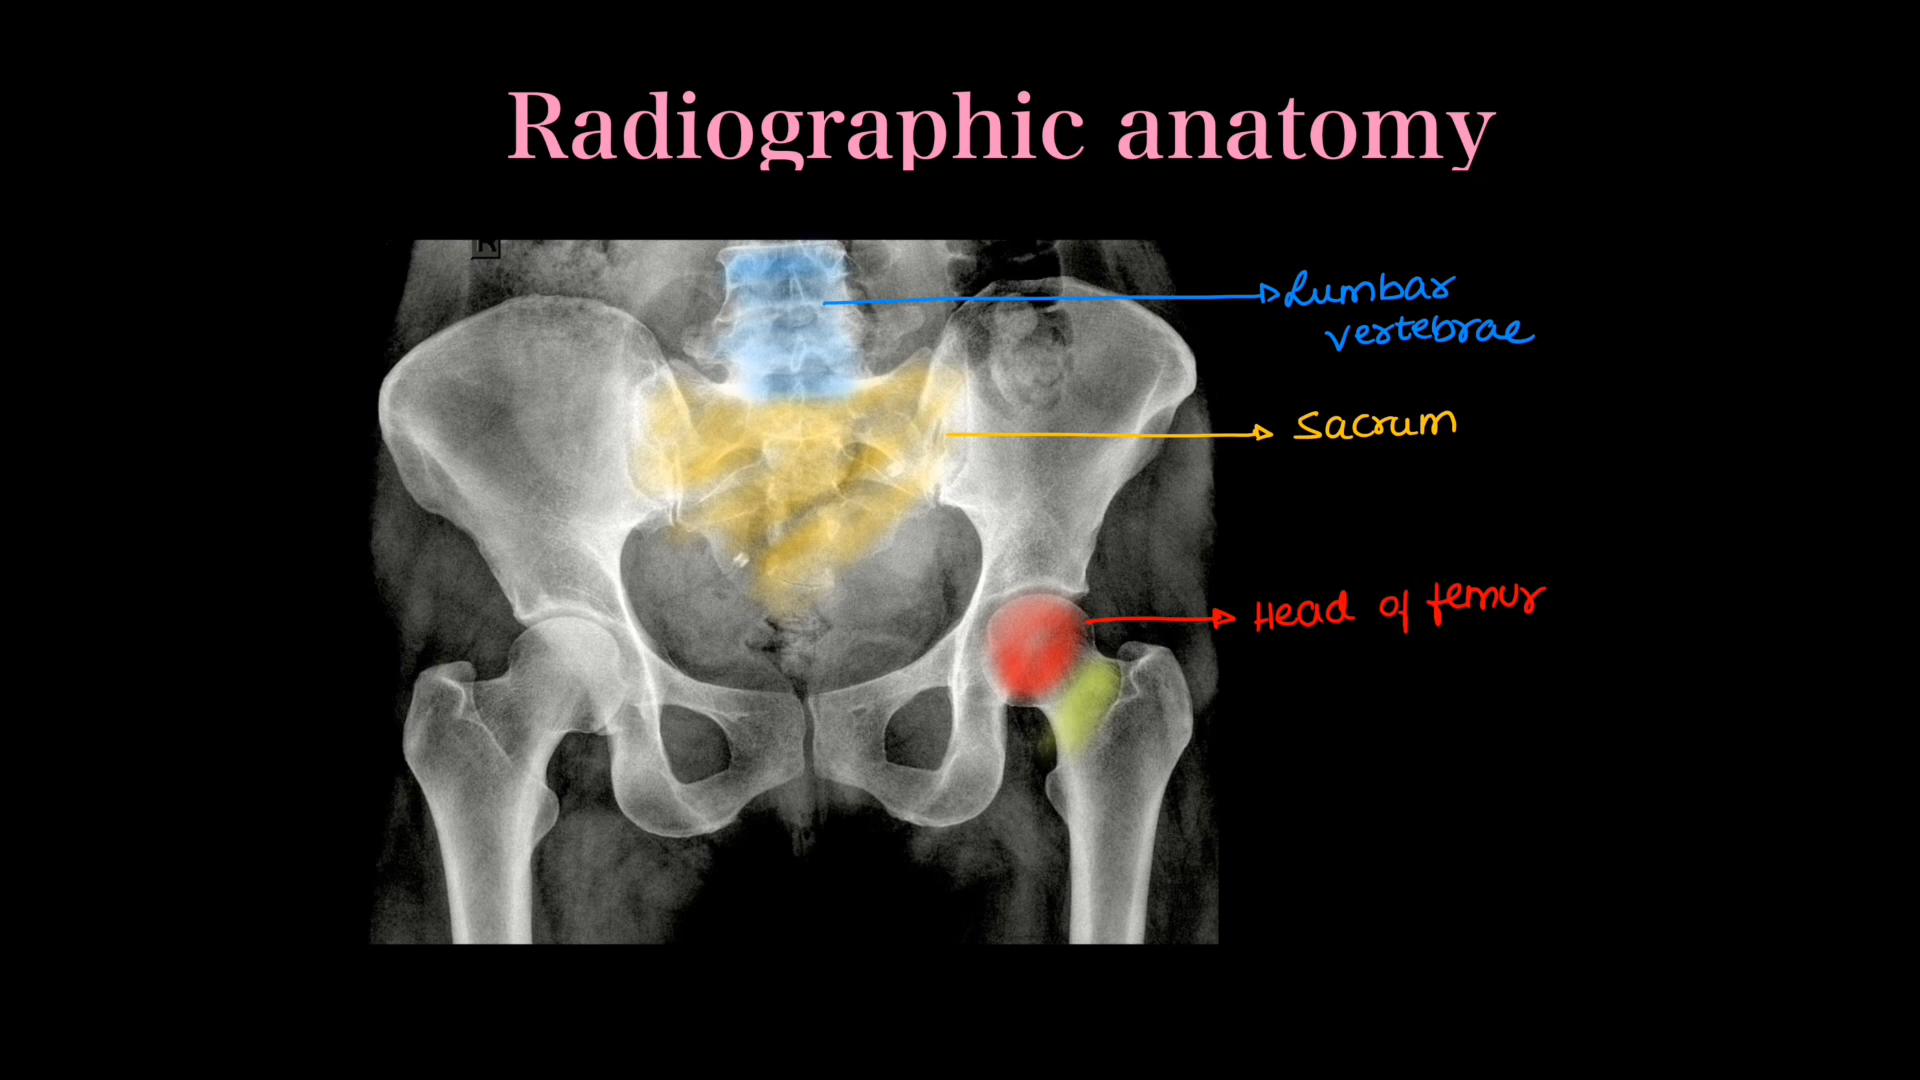 Radiographic anatomy
R
Lumbar
vertebrae
Sacrum
Head of femur